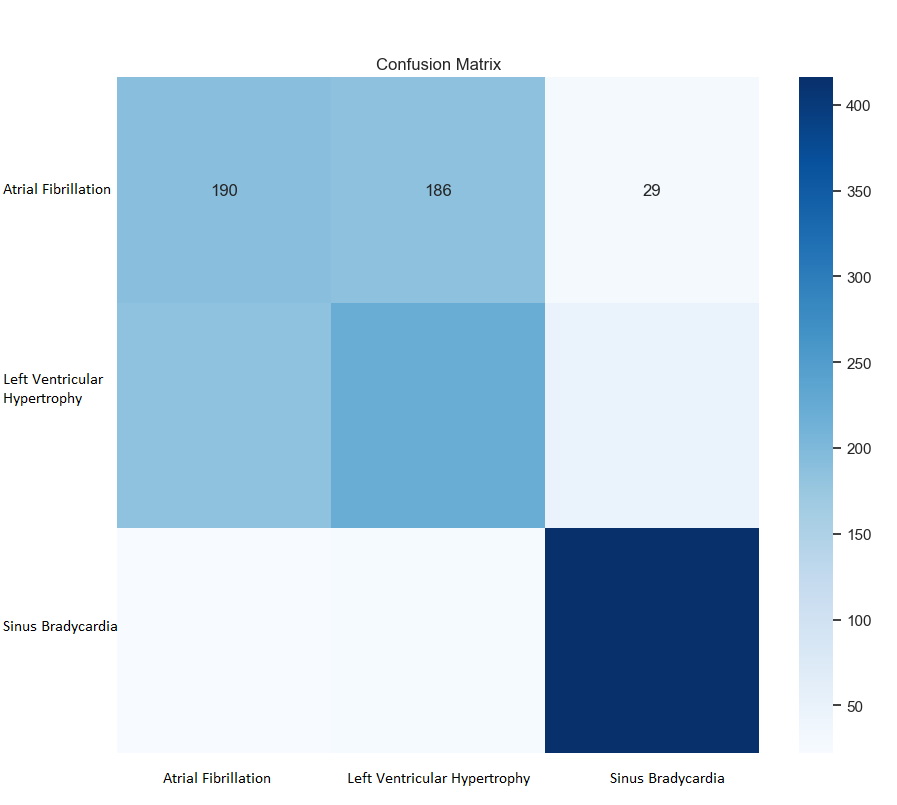 Confusion Matrix
Atrial Fibrillation
190
186
29
Left Ventricular
Hypertrophy
Sinus Bradycardia
Atrial Fibrillation
Left Ventricular Hypertrophy
Sinus Bradycardia
400
350
300
250
200
150
100
50